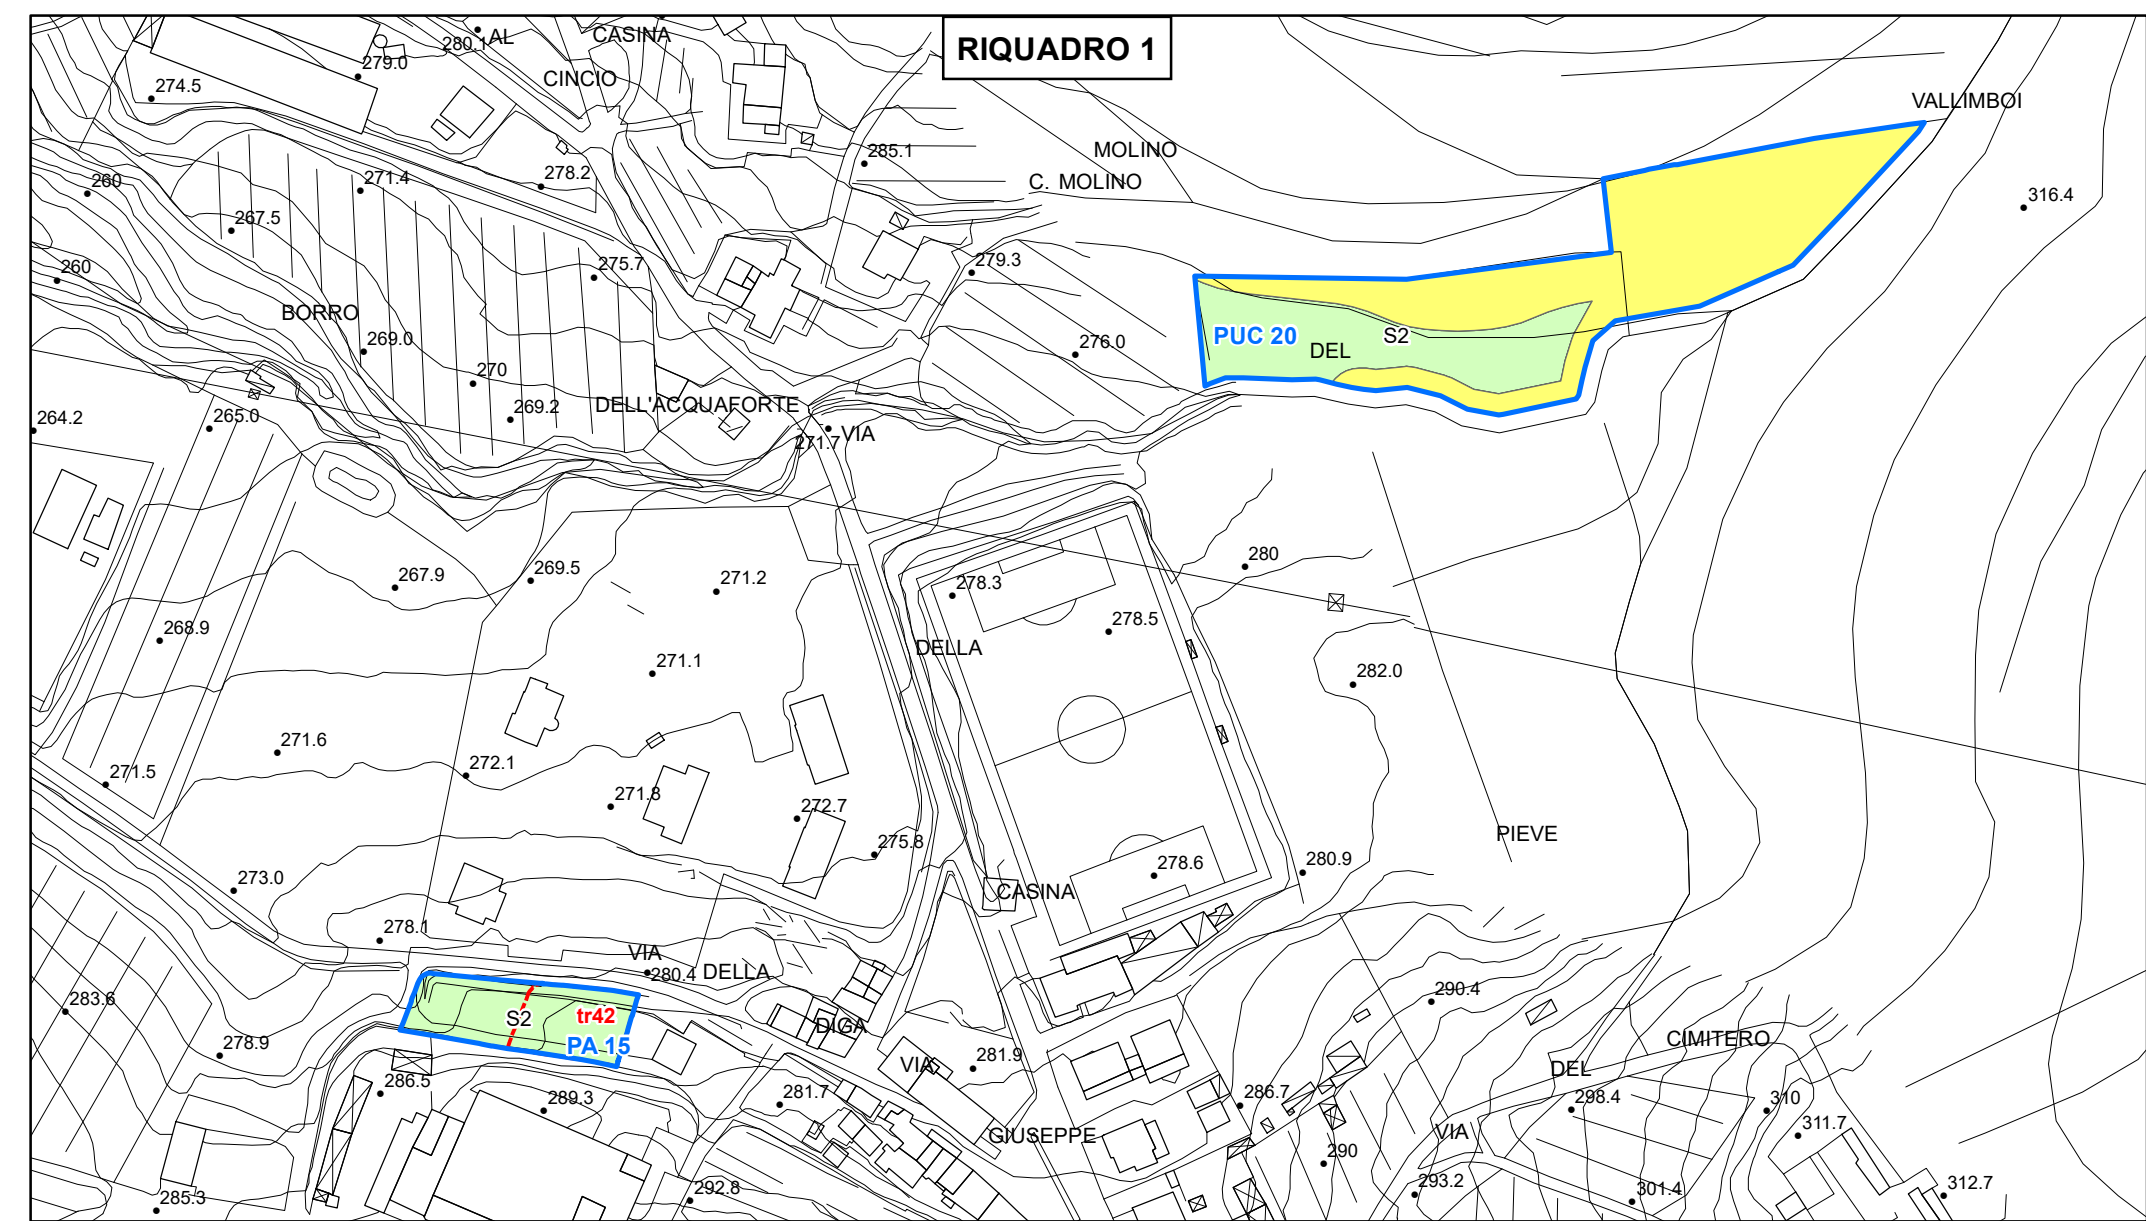 RIQUADRO 1
280.1
AL
CASINA
279.0
CINCIO
274.5
VALLIMBOI
MOLINO
285.1
C. MOLINO
260
271.4
278.2
316.4
267.5
260
275.7
279.3
BORRO
269.0
276.0
PUC 20
S2
DEL
270
264.2
265.0
269.2
DELL'ACQUAFORTE
271.7
VIA
280
267.9
269.5
271.2
278.3
278.5
268.9
DELLA
271.1
282.0
271.6
271.5
272.1
271.8
272.7
PIEVE
275.8
278.6
280.9
273.0
CASINA
278.1
VIA
280.4
DELLA
283.6
S2
tr42
PA 15
DIGA
290.4
278.9
VIA
281.9
CIMITERO
DEL
286.5
289.3
281.7
286.7
298.4
310
311.7
GIUSEPPE
VIA
290
285.3
292.8
293.2
301.4
312.7